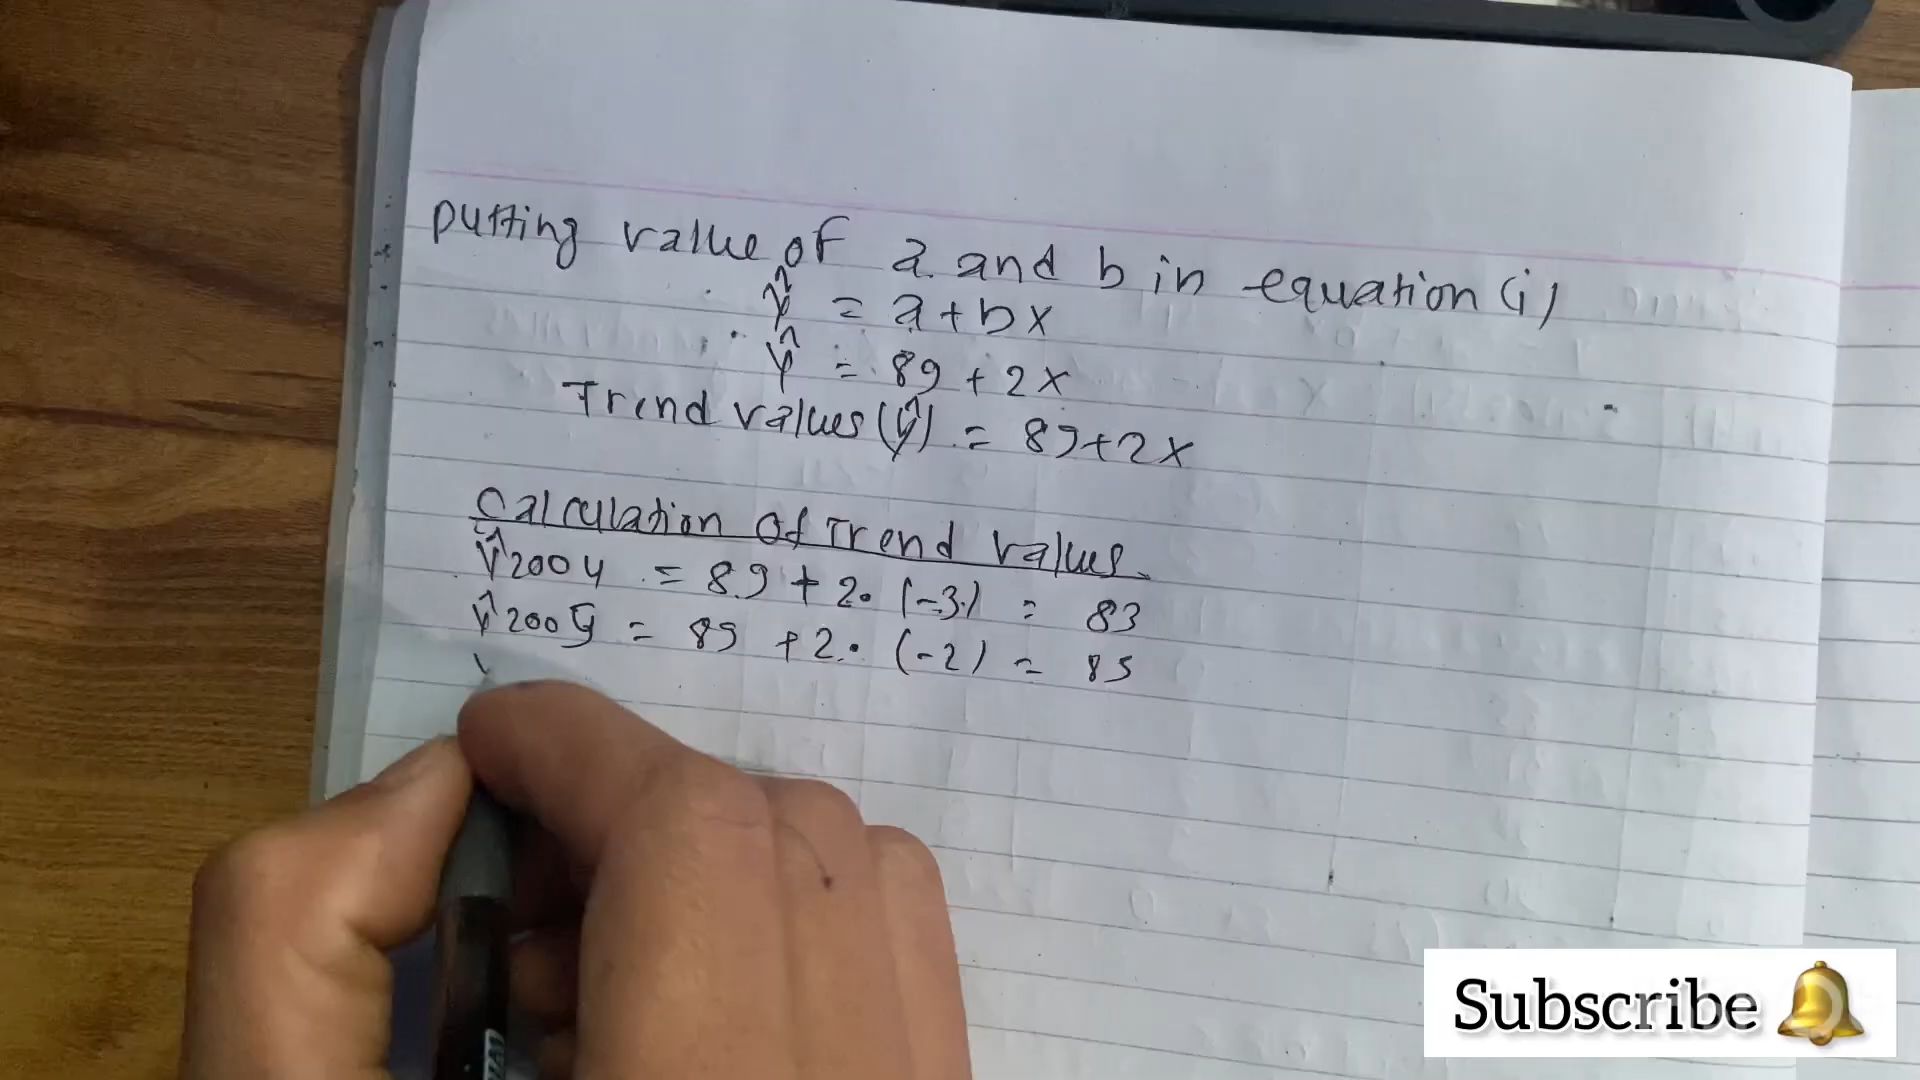 putting value of a and b in equation (i)
Ŷ = a + bx
Ŷ = 89 + 2x
Trend values (ŷ) = 89 + 2x
Calculation of Trend values
Ŷ2004 = 89 + 2. (-3) = 83
Ŷ2005 = 89 + 2. (-2) = 85
Subscribe